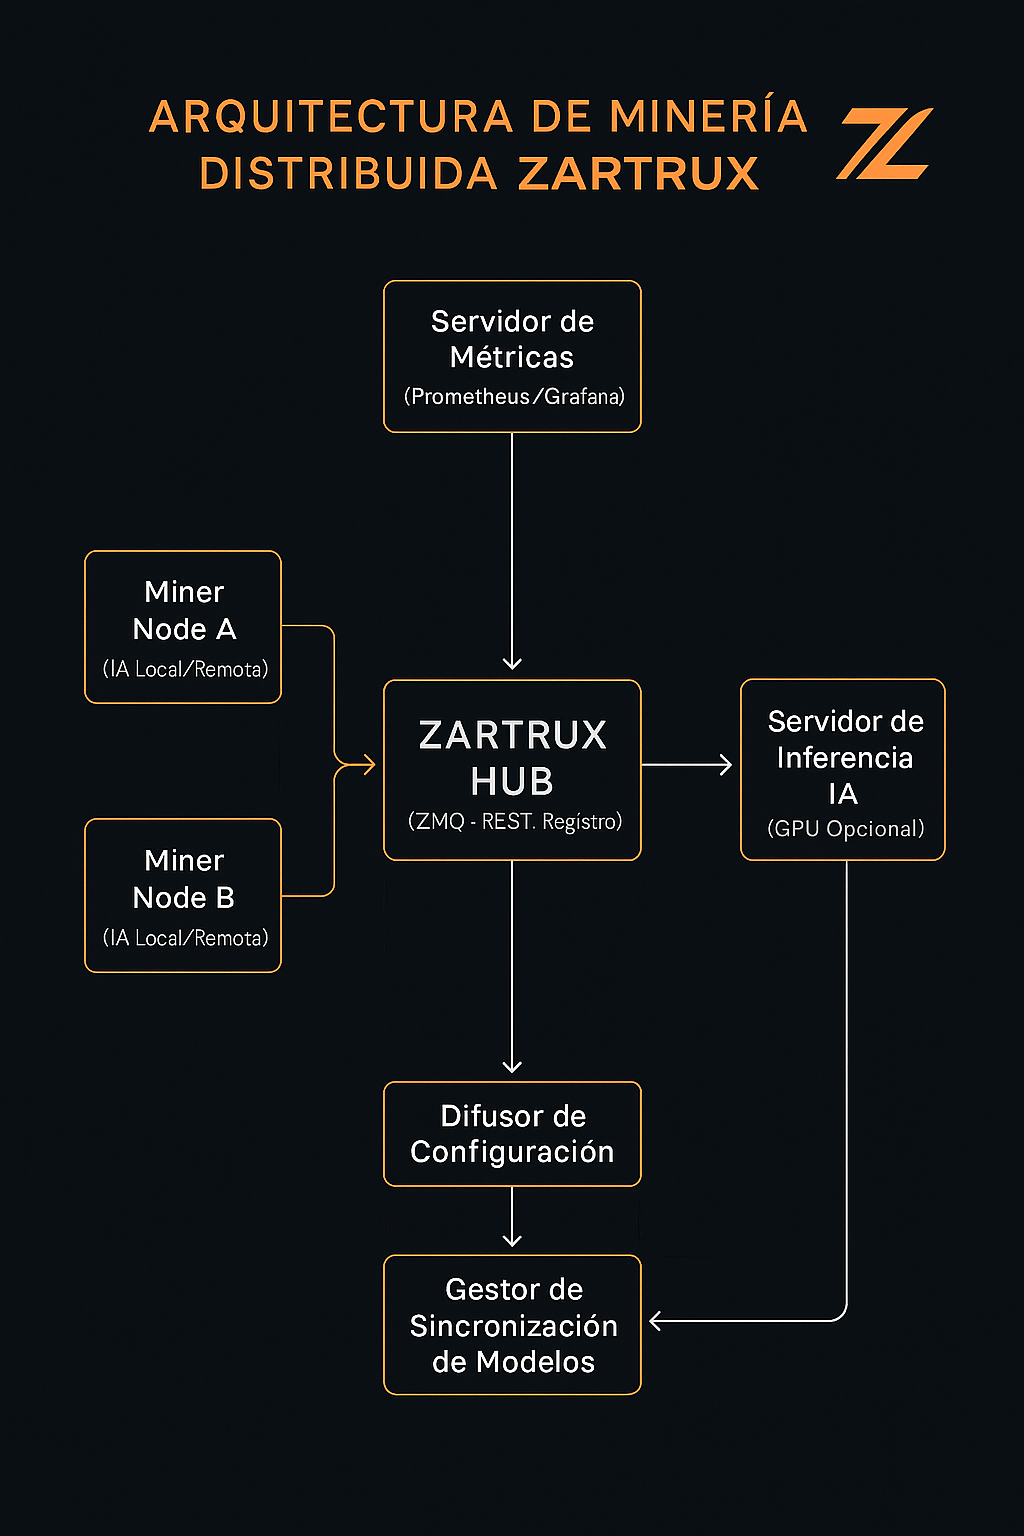 ARQUITECTURA DE MINERÍA
DISTRIBUIDA ZARTRUX
Servidor de
Métricas
(Prometheus/Grafana)
Miner
Node A
(IA Local/Remota)
ZARTRUX
HUB
(ZMQ - REST. Regístro)
Servidor de
Inferencia
IA
(GPU Opcional)
Miner
Node B
(IA Local/Remota)
Difusor de
Configuración
Gestor de
Sincronización
de Modelos